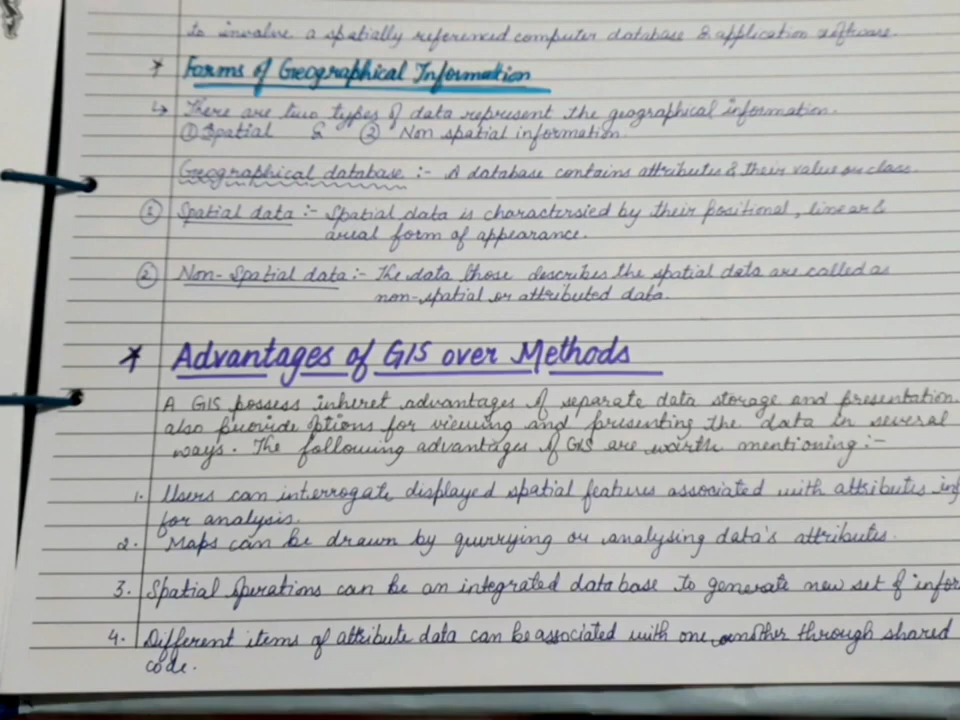 to involve a spatially referenced computer database & application software.
* Forms of Geographical Information
↳ There are two types of data represent the geographical information.
① Spatial & ② Non spatial information.
Geographical database :- A database contains attributes & their value or class.
① Spatial data :- Spatial data is charactersied by their positional, linear &
areal form of appearance.
② Non-Spatial data :- The data those describes the spatial data are called as
non-spatial or attributed data.
* Advantages of GIS over Methods
A GIS possess inheret advantages of separate data storage and presentation.
also provide options for viewing and presenting the data in several
ways. The following advantages of GIS are worth mentioning :-
1. Users can interrogate displayed spatial features associated with attributes inf
for analysis.
2. Maps can be drawn by querrying or analysing data's attributes.
3. Spatial operations can be an integrated database to generate new set of infor
4. Different items of attribute data can be associated with one another through shared
code.